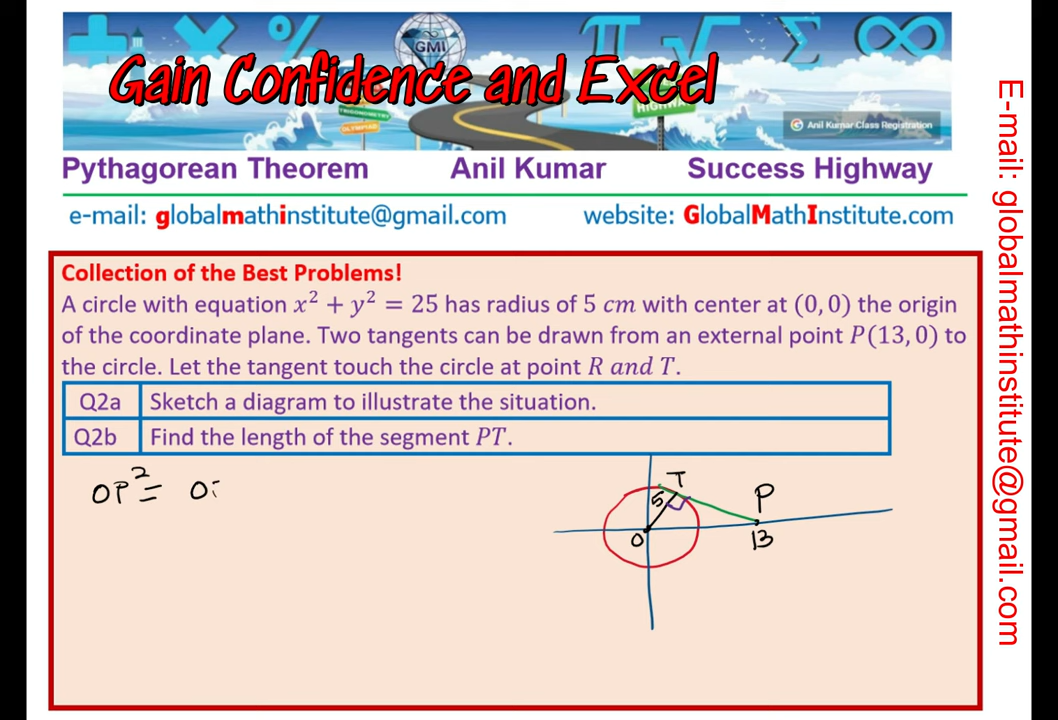 GMI
Gain Confidence and Excel
Anil Kumar Class Registration
Pythagorean Theorem Anil Kumar Success Highway
e-mail: globalmathinstitute@gmail.com website: GlobalMathInstitute.com
E-mail: globalmathinstitute@gmail.com
Collection of the Best Problems!
A circle with equation x² + y² = 25 has radius of 5 cm with center at (0, 0) the origin
of the coordinate plane. Two tangents can be drawn from an external point P(13, 0) to
the circle. Let the tangent touch the circle at point R and T.
Q2a Sketch a diagram to illustrate the situation.
Q2b Find the length of the segment PT.
OP² = O
T
5
P
O
13